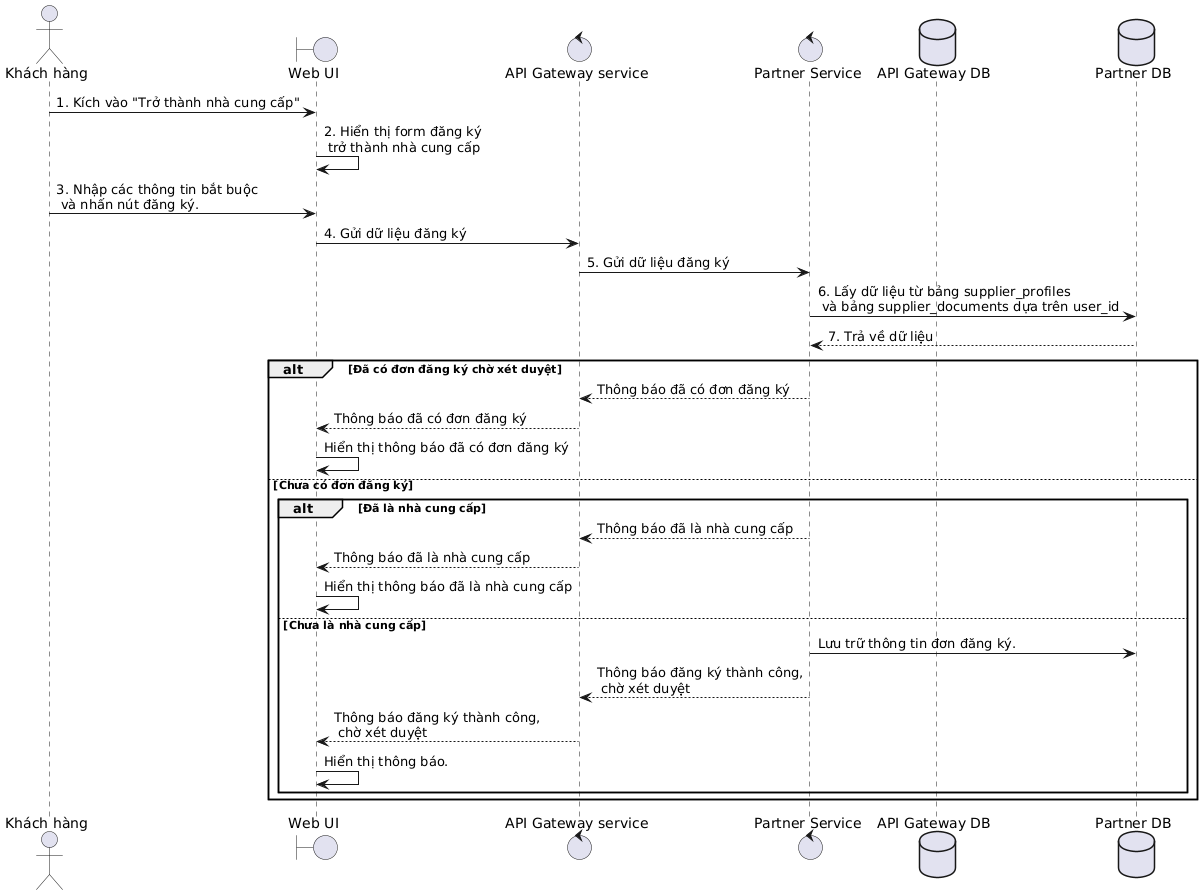 Khách hàng
Web UI
API Gateway service
Partner Service
API Gateway DB
Partner DB
1. Kích vào "Trở thành nhà cung cấp"
2. Hiển thị form đăng ký
trở thành nhà cung cấp
3. Nhập các thông tin bắt buộc
và nhấn nút đăng ký.
4. Gửi dữ liệu đăng ký
5. Gửi dữ liệu đăng ký
6. Lấy dữ liệu từ bảng supplier_profiles
và bảng supplier_documents dựa trên user_id
7. Trả về dữ liệu
alt [Đã có đơn đăng ký chờ xét duyệt]
Thông báo đã có đơn đăng ký
Thông báo đã có đơn đăng ký
Hiển thị thông báo đã có đơn đăng ký
[Chưa có đơn đăng ký]
alt [Đã là nhà cung cấp]
Thông báo đã là nhà cung cấp
Thông báo đã là nhà cung cấp
Hiển thị thông báo đã là nhà cung cấp
[Chưa là nhà cung cấp]
Lưu trữ thông tin đơn đăng ký.
Thông báo đăng ký thành công,
chờ xét duyệt
Thông báo đăng ký thành công,
chờ xét duyệt
Hiển thị thông báo.
Khách hàng
Web UI
API Gateway service
Partner Service
API Gateway DB
Partner DB